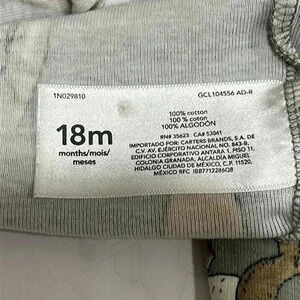 1N029810
GCL104556 AD-R
18m
months/mois/
meses
100% cotton
100% coton
100% ALGODÓN
RN# 35623 CA# 53061
IMPORTADO POR: CARTERS BRANDS, S.A. DE
C.V. AV. EJÉRCITO NACIONAL NO. 843-B,
EDIFICIO CORPORATIVO ANTARA 1, PISO 11,
COLONIA GRANADA, ALCALDÍA MIGUEL
HIDALGO CIUDAD DE MÉXICO, C.P. 11520,
MÉXICO RFC IBB7712286Q8